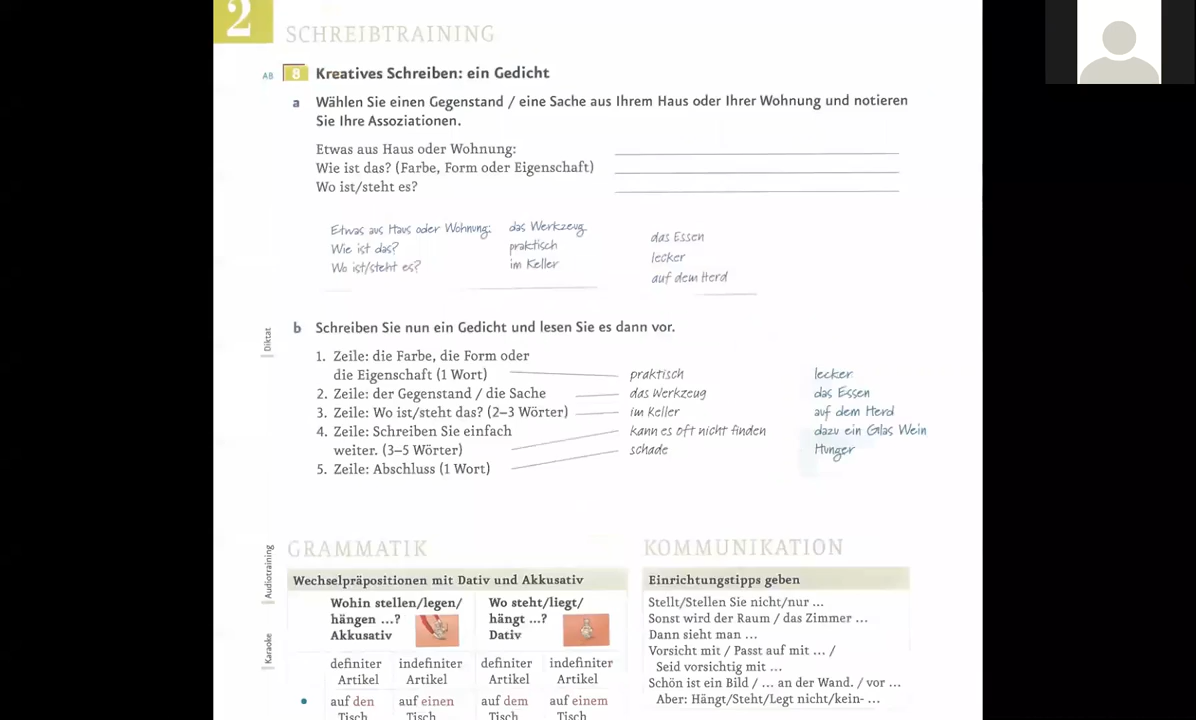 2
SCHREIBTRAINING
AB 8 Kreatives Schreiben: ein Gedicht
a Wählen Sie einen Gegenstand / eine Sache aus Ihrem Haus oder Ihrer Wohnung und notieren
Sie Ihre Assoziationen.
Etwas aus Haus oder Wohnung:
Wie ist das? (Farbe, Form oder Eigenschaft)
Wo ist/steht es?
Etwas aus Haus oder Wohnung: das Werkzeug
Wie ist das? praktisch
Wo ist/steht es? im Keller
das Essen
lecker
auf dem Herd
Diktat
b Schreiben Sie nun ein Gedicht und lesen Sie es dann vor.
1. Zeile: die Farbe, die Form oder
die Eigenschaft (1 Wort) praktisch lecker
2. Zeile: der Gegenstand / die Sache das Werkzeug das Essen
3. Zeile: Wo ist/steht das? (2–3 Wörter) im Keller auf dem Herd
4. Zeile: Schreiben Sie einfach kann es oft nicht finden dazu ein Glas Wein
weiter. (3–5 Wörter) schade Hunger
5. Zeile: Abschluss (1 Wort)
Audiotraining
Karaoke
GRAMMATIK
Wechselpräpositionen mit Dativ und Akkusativ
Wohin stellen/legen/ Wo steht/liegt/
hängen ...? hängt ...?
Akkusativ Dativ
definiter indefiniter definiter indefiniter
Artikel Artikel Artikel Artikel
• auf den auf einen auf dem auf einem
Tisch Tisch Tisch Tisch
KOMMUNIKATION
Einrichtungstipps geben
Stellt/Stellen Sie nicht/nur ...
Sonst wird der Raum / das Zimmer ...
Dann sieht man ...
Vorsicht mit / Passt auf mit ... /
Seid vorsichtig mit ...
Schön ist ein Bild / ... an der Wand. / vor ...
Aber: Hängt/Steht/Legt nicht/kein- ...